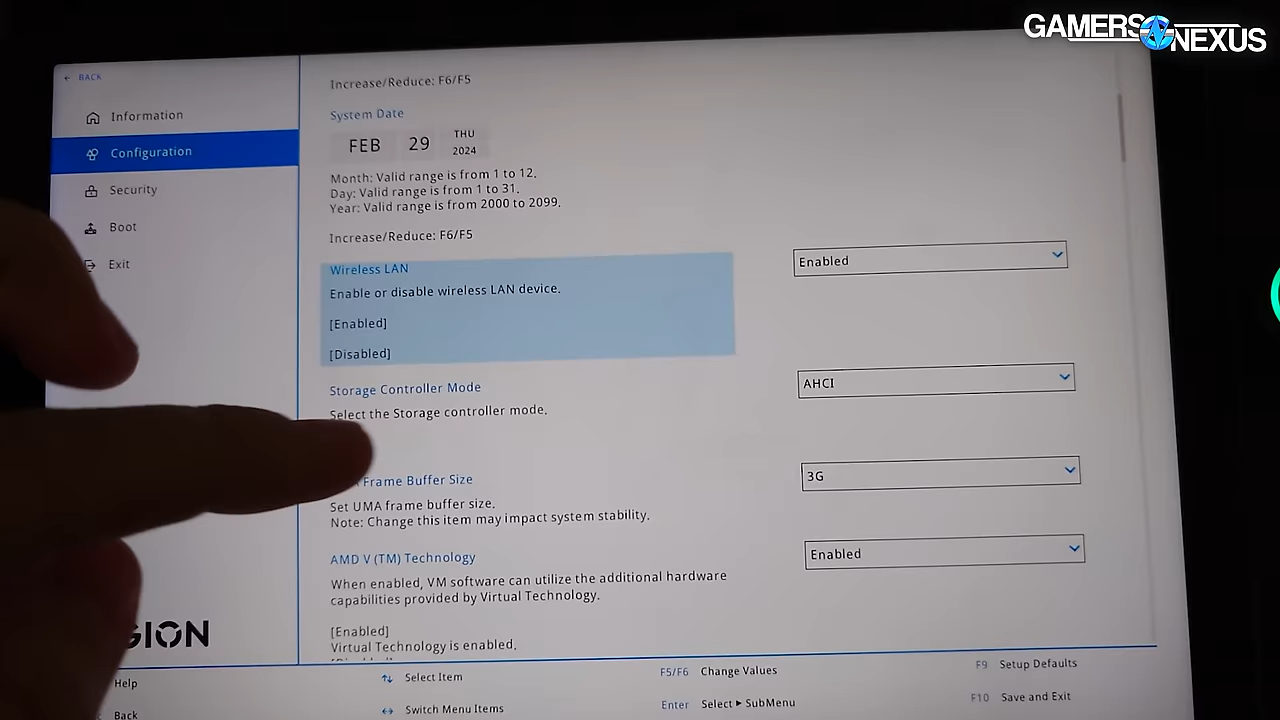 GAMERS NEXUS
← BACK
Information
Configuration
Security
Boot
Exit
Increase/Reduce: F6/F5
System Date
FEB 29 THU 2024
Month: Valid range is from 1 to 12.
Day: Valid range is from 1 to 31.
Year: Valid range is from 2000 to 2099.
Increase/Reduce: F6/F5
Wireless LAN
Enabled
Enable or disable wireless LAN device.
[Enabled]
[Disabled]
Storage Controller Mode
AHCI
Select the Storage controller mode.
Frame Buffer Size
3G
Set UMA frame buffer size.
Note: Change this item may impact system stability.
AMD V (TM) Technology
Enabled
When enabled, VM software can utilize the additional hardware
capabilities provided by Virtual Technology.
[Enabled]
Virtual Technology is enabled.
GION
Help
Select Item
F5/F6 Change Values
F9 Setup Defaults
Back
Switch Menu Items
Enter Select ▸ SubMenu
F10 Save and Exit